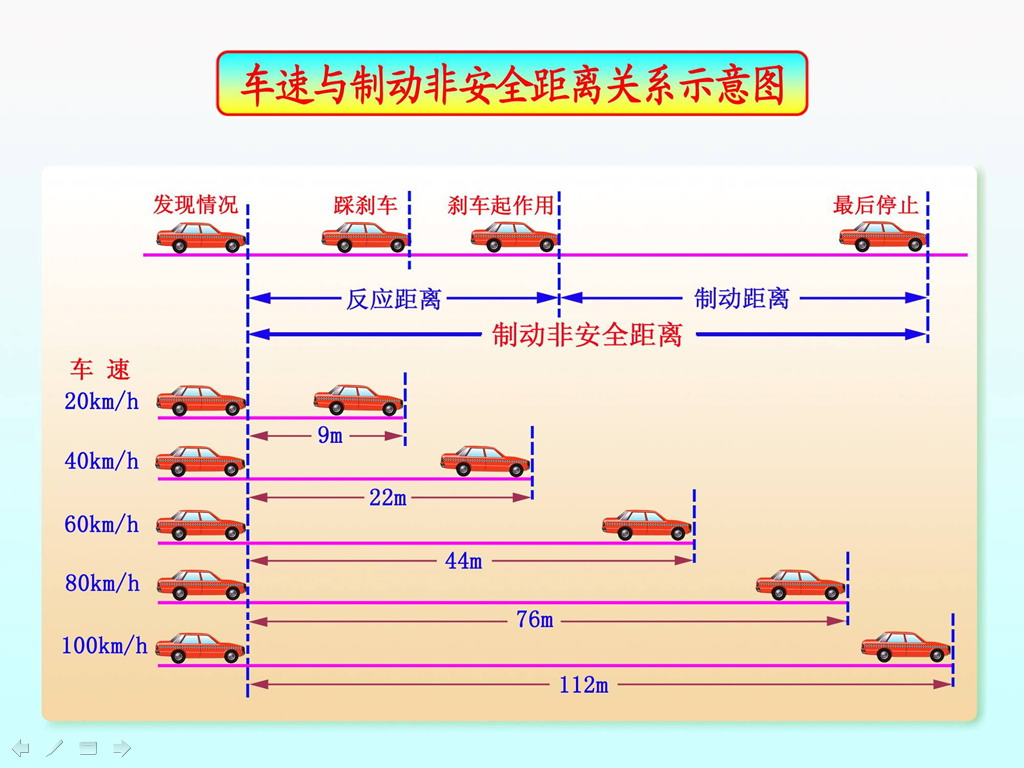 车速与制动非安全距离关系示意图
发现情况 踩刹车 刹车起作用 最后停止
反应距离 制动距离
制动非安全距离
车 速
20km/h
9m
40km/h
22m
60km/h
44m
80km/h
76m
100km/h
112m